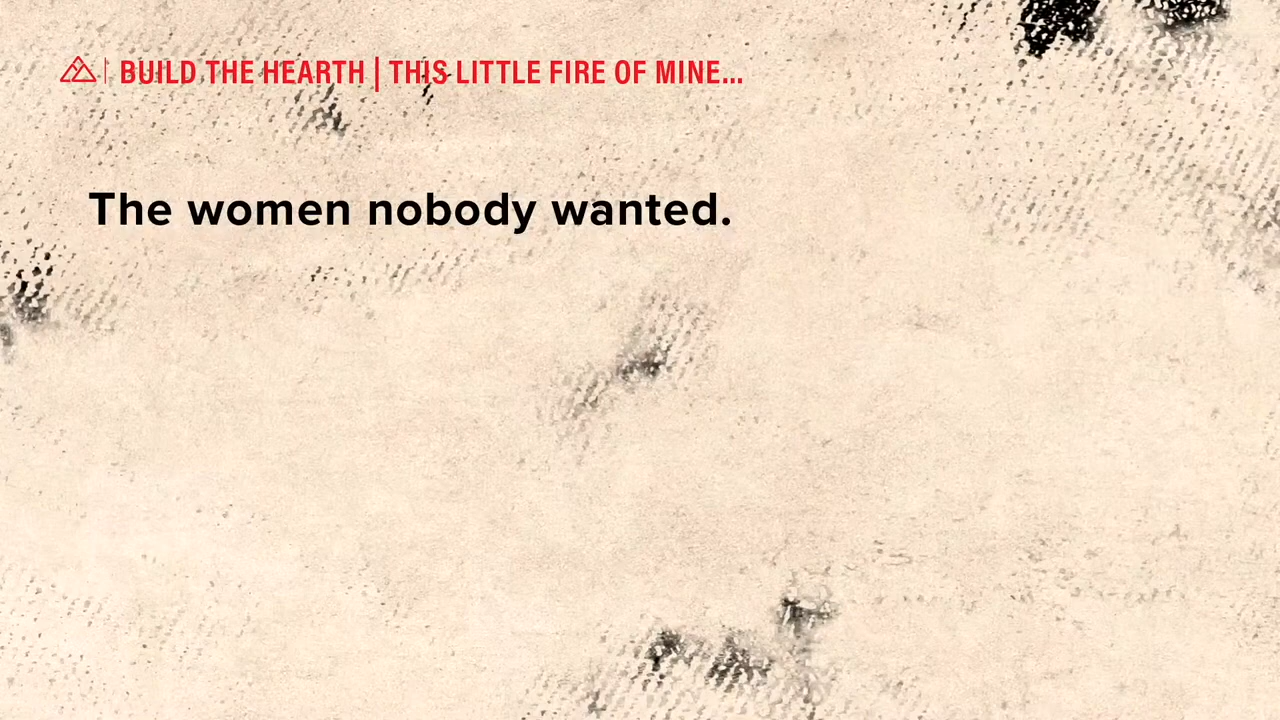 BUILD THE HEARTH | THIS LITTLE FIRE OF MINE...
The women nobody wanted.